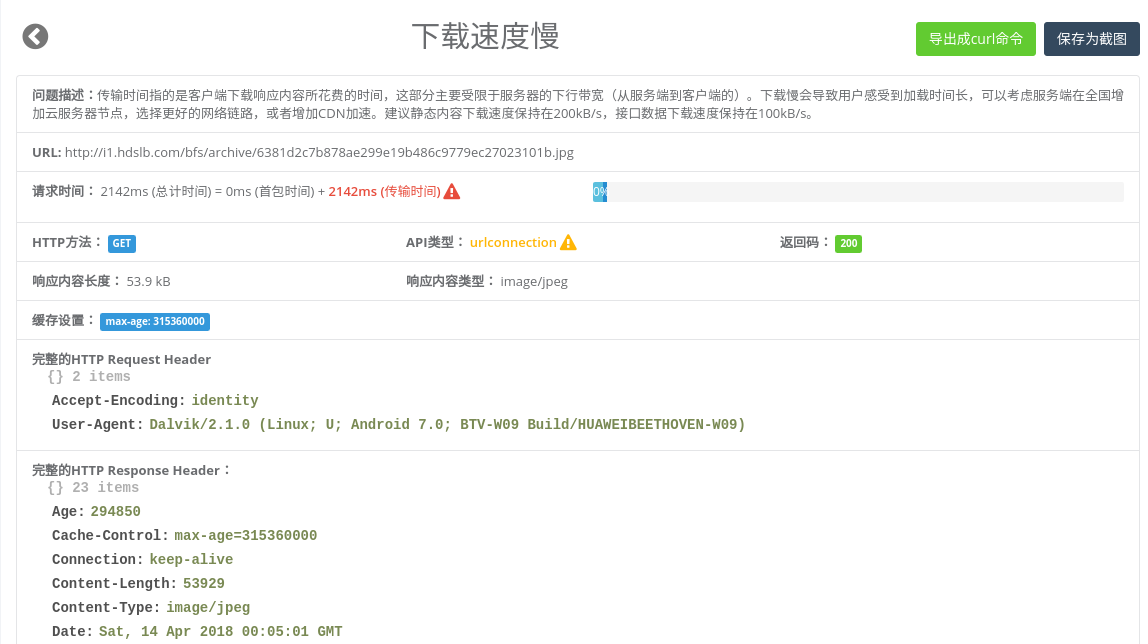 下载速度慢
导出成curl命令
保存为截图
问题描述：传输时间指的是客户端下载响应内容所花费的时间，这部分主要受限于服务器的下行带宽（从服务端到客户端的）。下载慢会导致用户感受到加载时间长，可以考虑服务端在全国增
加云服务器节点，选择更好的网络链路，或者增加CDN加速。建议静态内容下载速度保持在200kB/s，接口数据下载速度保持在100kB/s。
URL: http://i1.hdslb.com/bfs/archive/6381d2c7b878ae299e19b486c9779ec27023101b.jpg
请求时间： 2142ms (总计时间) = 0ms (首包时间) + 2142ms (传输时间)
0%
HTTP方法： GET
API类型： urlconnection
返回码： 200
响应内容长度： 53.9 kB
响应内容类型： image/jpeg
缓存设置： max-age: 315360000
完整的HTTP Request Header
{} 2 items
Accept-Encoding: identity
User-Agent: Dalvik/2.1.0 (Linux; U; Android 7.0; BTV-W09 Build/HUAWEIBEETHOVEN-W09)
完整的HTTP Response Header：
{} 23 items
Age: 294850
Cache-Control: max-age=315360000
Connection: keep-alive
Content-Length: 53929
Content-Type: image/jpeg
Date: Sat, 14 Apr 2018 00:05:01 GMT